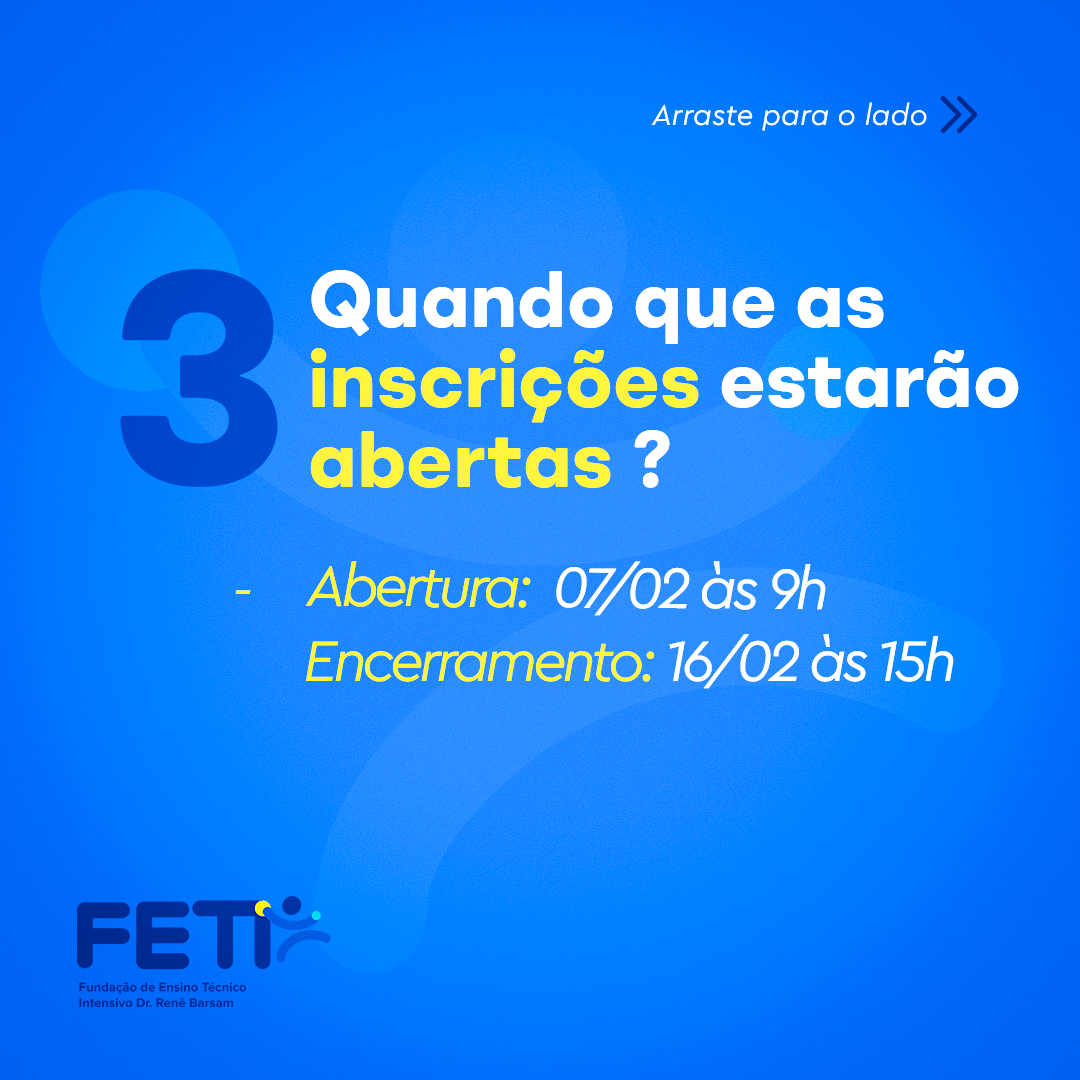 Arraste para o lado
3
Quando que as
inscrições estarão
abertas ?
- Abertura: 07/02 às 9h
Encerramento: 16/02 às 15h
FETI
Fundação de Ensino Técnico
Intensivo Dr. Renê Barsam